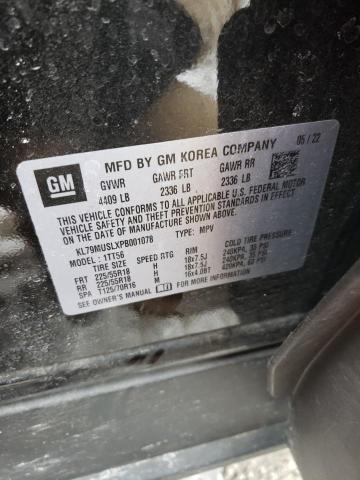 GM
MFD BY GM KOREA COMPANY 05/22
GVWR GAWR FRT GAWR RR
4409 LB 2336 LB 2336 LB
THIS VEHICLE CONFORMS TO ALL APPLICABLE U.S. FEDERAL MOTOR
VEHICLE SAFETY AND THEFT PREVENTION STANDARDS IN EFFECT ON THE
DATE OF MANUFACTURE SHOWN ABOVE.
KL79MUSLXPB001078 TYPE: MPV
MODEL: 1TT56 SPEED RTG RIM COLD TIRE PRESSURE
FRT 225/55R18 H 18x7.5J 240KPA, 35 PSI
RR 225/55R18 H 18x7.5J 240KPA, 35 PSI
SPA T125/70R16 M 16x4.0BT 420KPA, 60 PSI
SEE OWNER'S MANUAL FOR MORE INFORMATION.